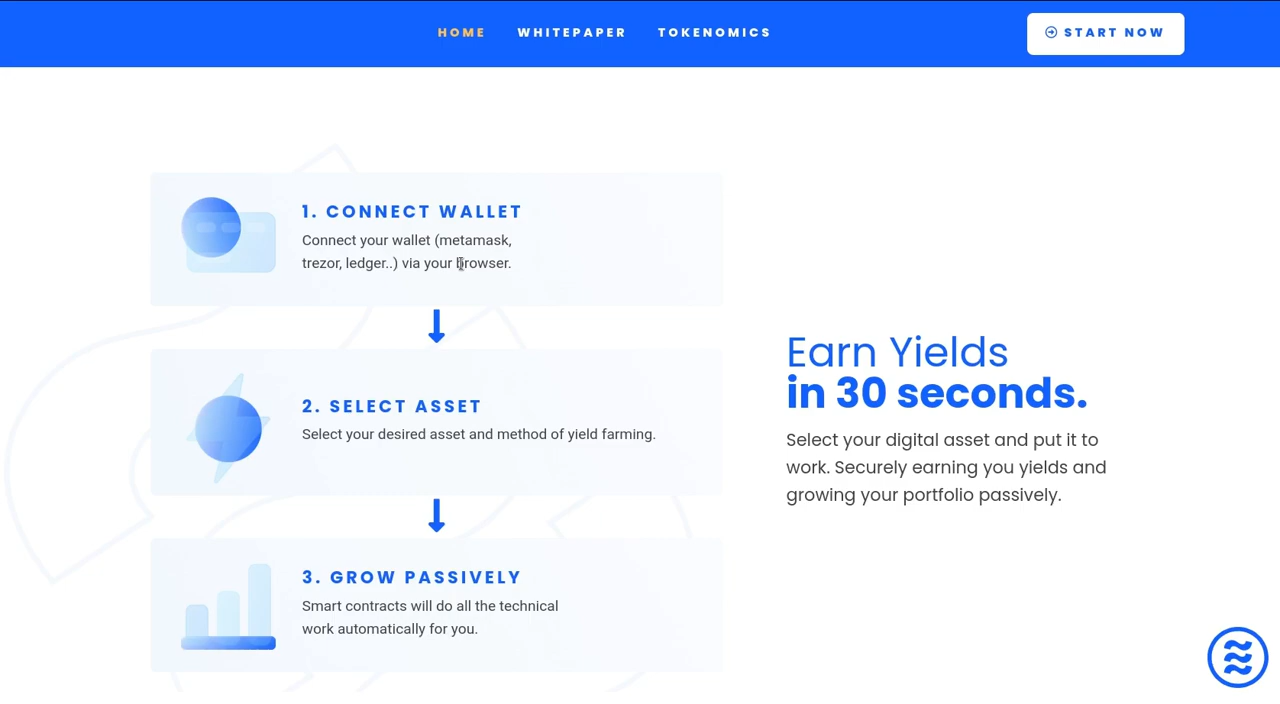 HOME WHITEPAPER TOKENOMICS START NOW
1. CONNECT WALLET
Connect your wallet (metamask,
trezor, ledger..) via your browser.
2. SELECT ASSET
Select your desired asset and method of yield farming.
3. GROW PASSIVELY
Smart contracts will do all the technical
work automatically for you.
Earn Yields
in 30 seconds.
Select your digital asset and put it to
work. Securely earning you yields and
growing your portfolio passively.